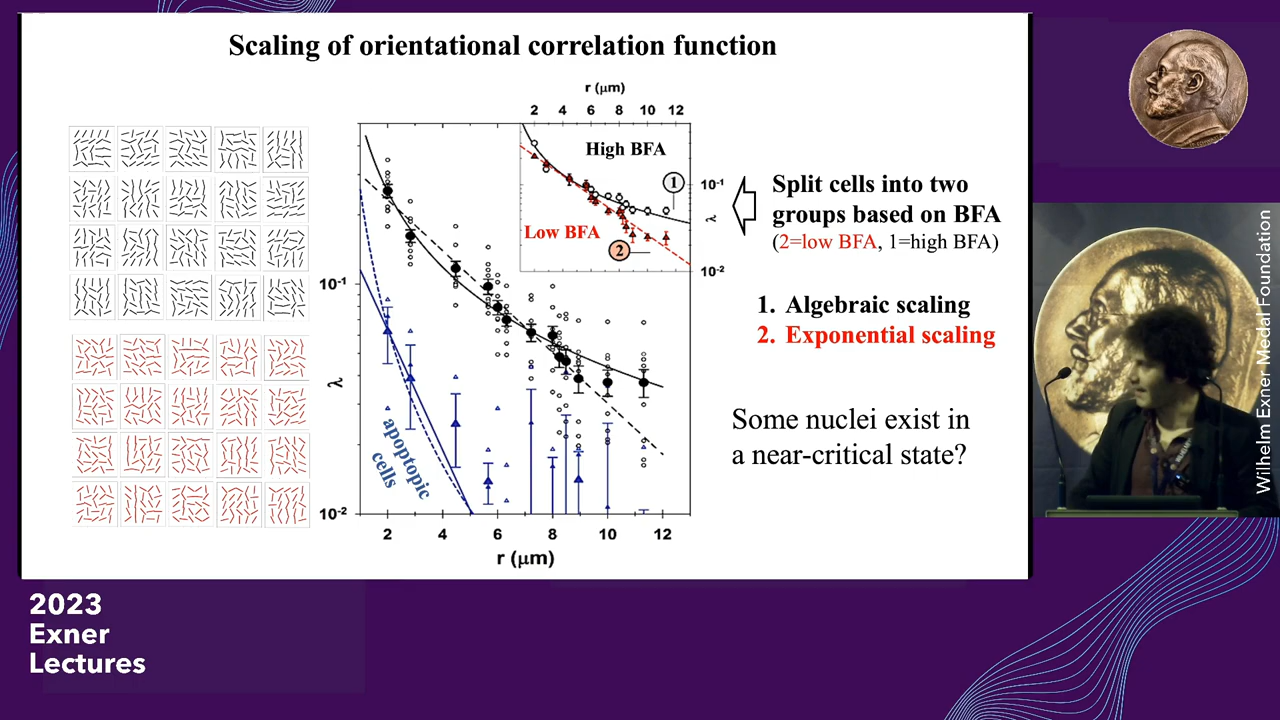 Scaling of orientational correlation function
r (μm)
2 4 6 8 10 12
High BFA
1
10⁻¹
λ
Low BFA
2
10⁻²
10⁻¹
λ
apoptopic
cells
10⁻²
2 4 6 8 10 12
r (μm)
Split cells into two
groups based on BFA
(2=low BFA, 1=high BFA)
1. Algebraic scaling
2. Exponential scaling
Some nuclei exist in
a near-critical state?
Wilhelm Exner Medal Foundation
2023
Exner
Lectures